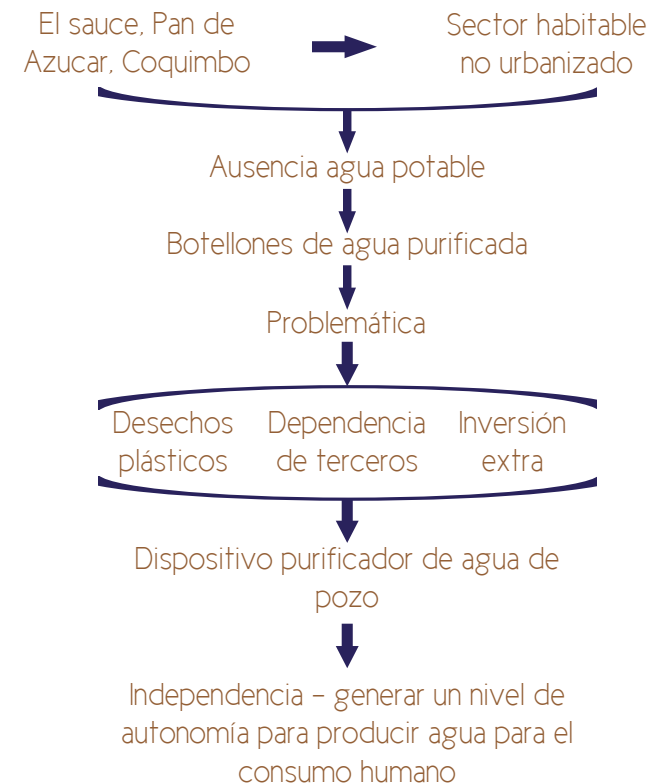 El sauce, Pan de
Azucar, Coquimbo
Sector habitable
no urbanizado
Ausencia agua potable
Botellones de agua purificada
Problemática
Desechos
plásticos
Dependencia
de terceros
Inversión
extra
Dispositivo purificador de agua de
pozo
Independencia – generar un nivel de
autonomía para producir agua para el
consumo humano